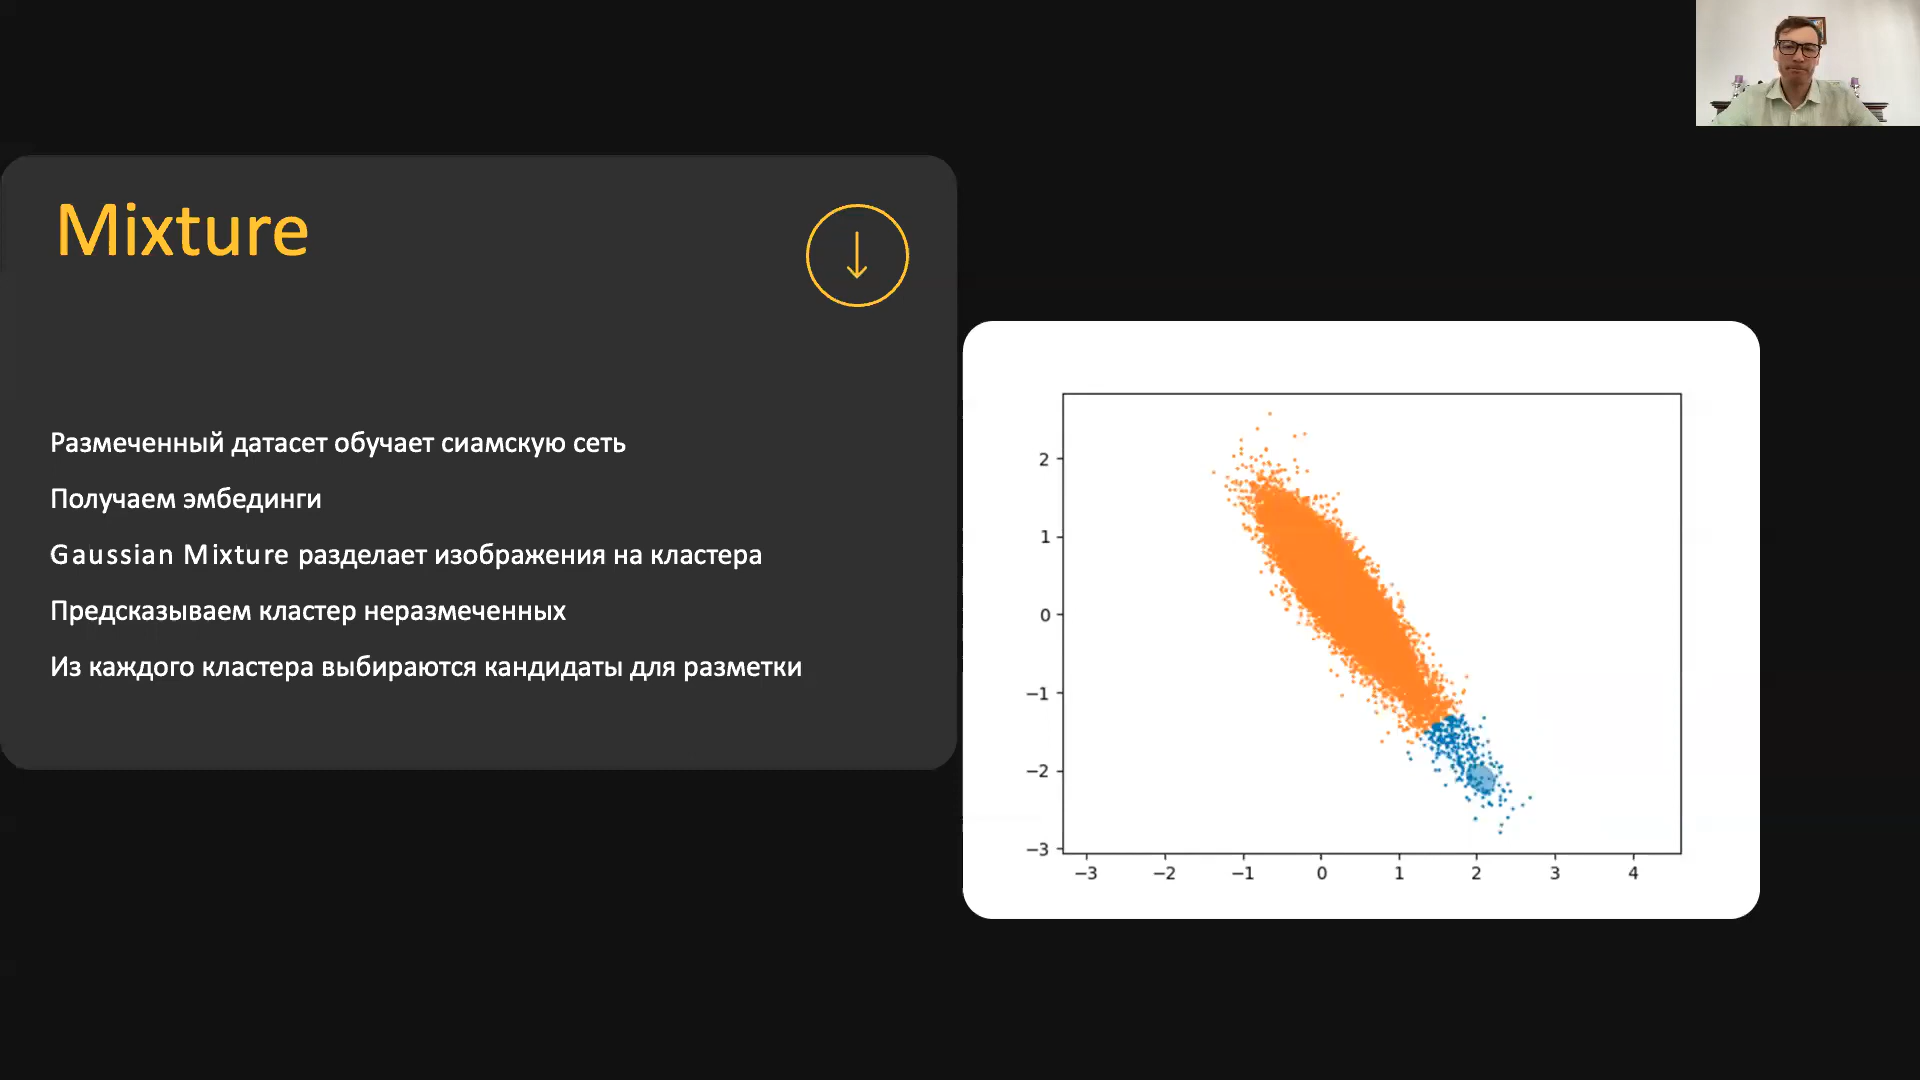 Mixture
Размеченный датасет обучает сиамскую сеть
Получаем эмбединги
Gaussian Mixture разделает изображения на кластера
Предсказываем кластер неразмеченных
Из каждого кластера выбираются кандидаты для разметки
2
1
0
−1
−2
−3
−3 −2 −1 0 1 2 3 4